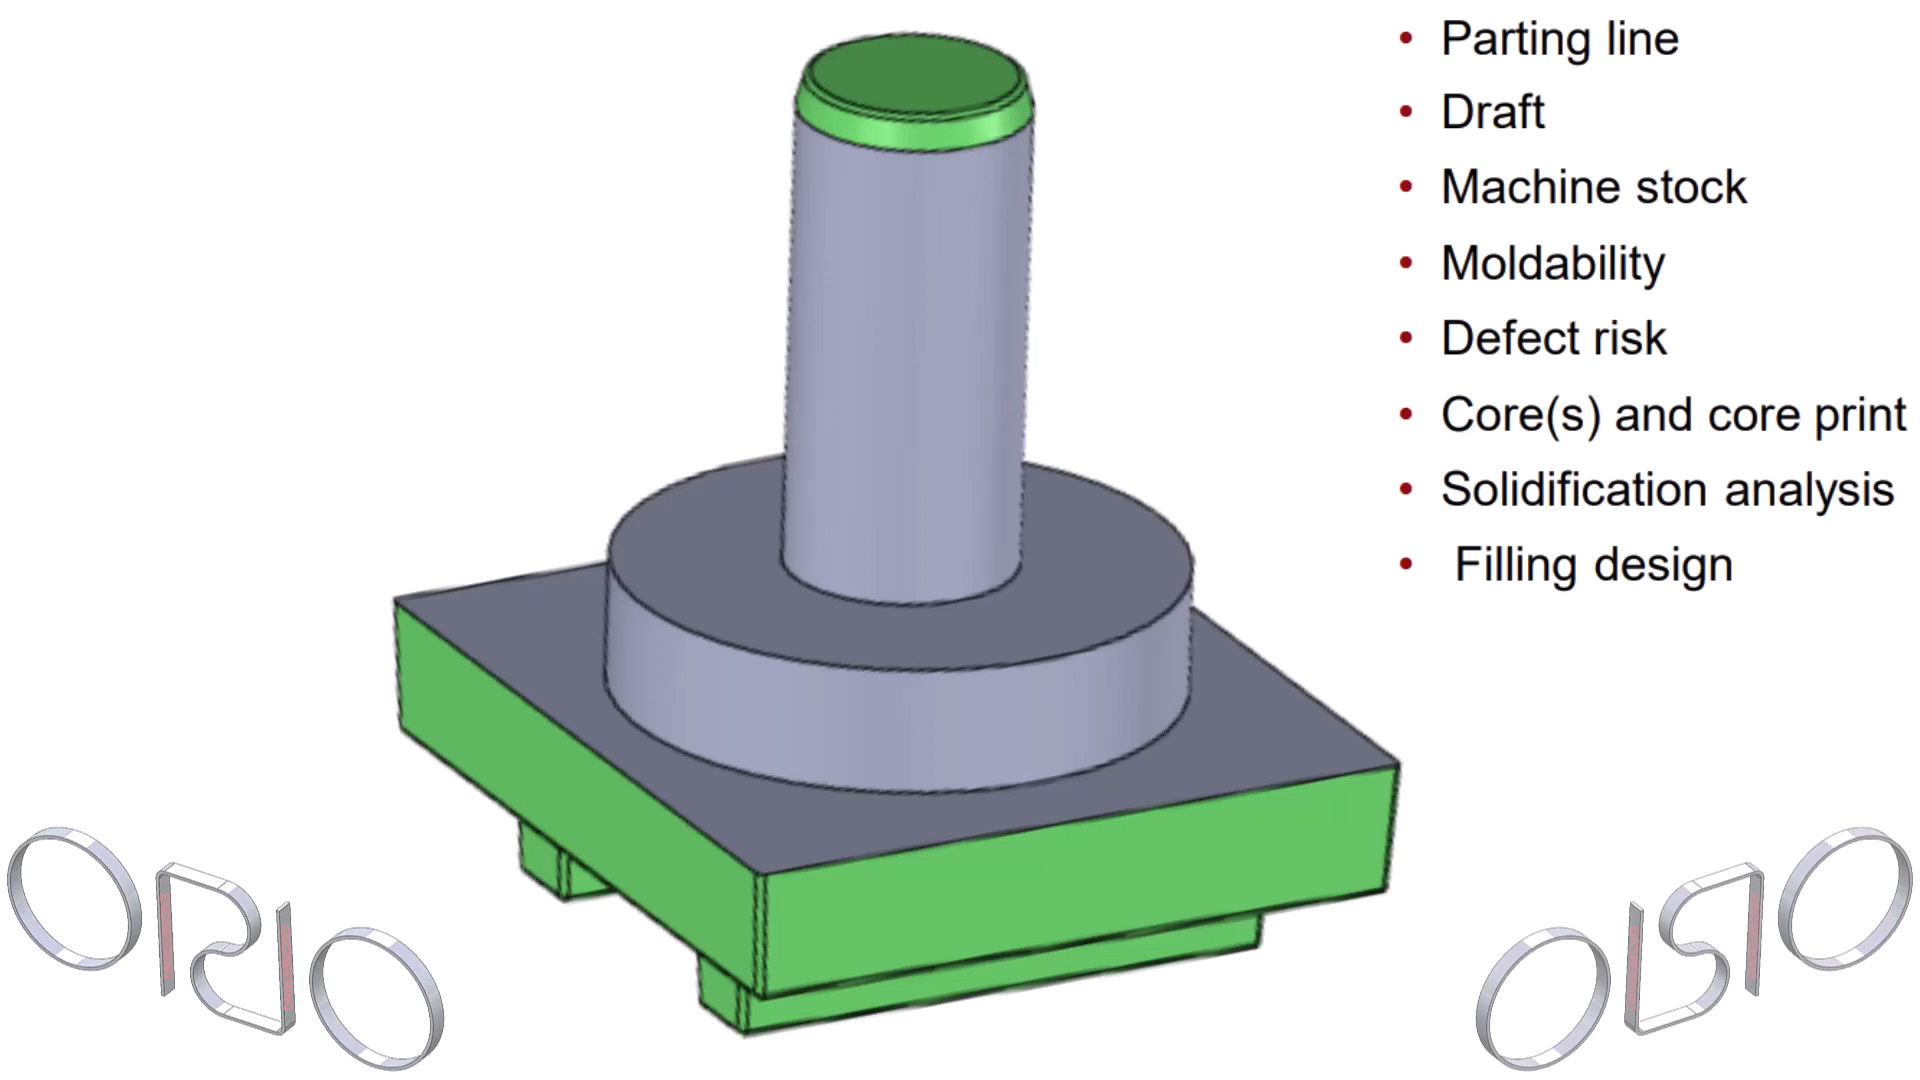 • Parting line
• Draft
• Machine stock
• Moldability
• Defect risk
• Core(s) and core print
• Solidification analysis
• Filling design